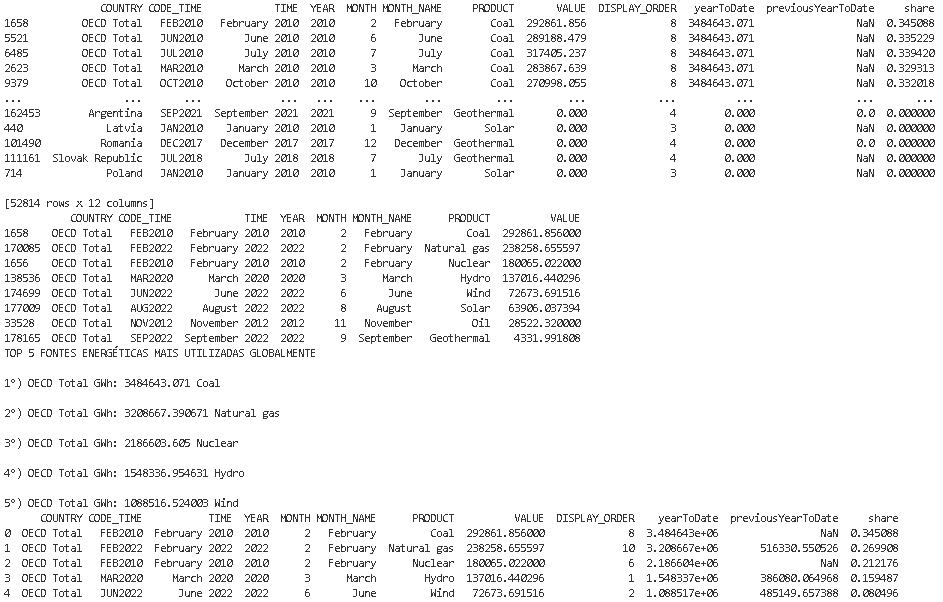 COUNTRY CODE_TIME TIME YEAR MONTH MONTH_NAME PRODUCT VALUE DISPLAY_ORDER yearToDate previousYearToDate share
1658 OECD Total FEB2010 February 2010 2010 2 February Coal 292861.856 8 3484643.071 NaN 0.345088
5521 OECD Total JUN2010 June 2010 2010 6 June Coal 289188.479 8 3484643.071 NaN 0.335229
6485 OECD Total JUL2010 July 2010 2010 7 July Coal 317405.237 8 3484643.071 NaN 0.339420
2623 OECD Total MAR2010 March 2010 2010 3 March Coal 283867.639 8 3484643.071 NaN 0.329313
9379 OECD Total OCT2010 October 2010 2010 10 October Coal 270998.055 8 3484643.071 NaN 0.332018
... ... ... ... ... ... ... ... ... ... ... ... ...
162453 Argentina SEP2021 September 2021 2021 9 September Geothermal 0.000 4 0.000 0.0 0.000000
440 Latvia JAN2010 January 2010 2010 1 January Solar 0.000 3 0.000 NaN 0.000000
101490 Romania DEC2017 December 2017 2017 12 December Geothermal 0.000 4 0.000 0.0 0.000000
111161 Slovak Republic JUL2018 July 2018 2018 7 July Geothermal 0.000 4 0.000 NaN 0.000000
714 Poland JAN2010 January 2010 2010 1 January Solar 0.000 3 0.000 NaN 0.000000
[52814 rows x 12 columns]
COUNTRY CODE_TIME TIME YEAR MONTH MONTH_NAME PRODUCT VALUE
1658 OECD Total FEB2010 February 2010 2010 2 February Coal 292861.856000
170085 OECD Total FEB2022 February 2022 2022 2 February Natural gas 238258.655597
1656 OECD Total FEB2010 February 2010 2010 2 February Nuclear 180065.022000
138536 OECD Total MAR2020 March 2020 2020 3 March Hydro 137016.440296
174699 OECD Total JUN2022 June 2022 2022 6 June Wind 72673.691516
177009 OECD Total AUG2022 August 2022 2022 8 August Solar 63906.037394
33528 OECD Total NOV2012 November 2012 2012 11 November Oil 28522.320000
178165 OECD Total SEP2022 September 2022 2022 9 September Geothermal 4331.991808
TOP 5 FONTES ENERGÉTICAS MAIS UTILIZADAS GLOBALMENTE
1°) OECD Total GWh: 3484643.071 Coal
2°) OECD Total GWh: 3208667.390671 Natural gas
3°) OECD Total GWh: 2186603.605 Nuclear
4°) OECD Total GWh: 1548336.954631 Hydro
5°) OECD Total GWh: 1088516.524003 Wind
COUNTRY CODE_TIME TIME YEAR MONTH MONTH_NAME PRODUCT VALUE DISPLAY_ORDER yearToDate previousYearToDate share
0 OECD Total FEB2010 February 2010 2010 2 February Coal 292861.856000 8 3.484643e+06 NaN 0.345088
1 OECD Total FEB2022 February 2022 2022 2 February Natural gas 238258.655597 10 3.208667e+06 516330.550526 0.269908
2 OECD Total FEB2010 February 2010 2010 2 February Nuclear 180065.022000 6 2.186604e+06 NaN 0.212176
3 OECD Total MAR2020 March 2020 2020 3 March Hydro 137016.440296 1 1.548337e+06 386080.064968 0.159487
4 OECD Total JUN2022 June 2022 2022 6 June Wind 72673.691516 2 1.088517e+06 485149.657388 0.080496